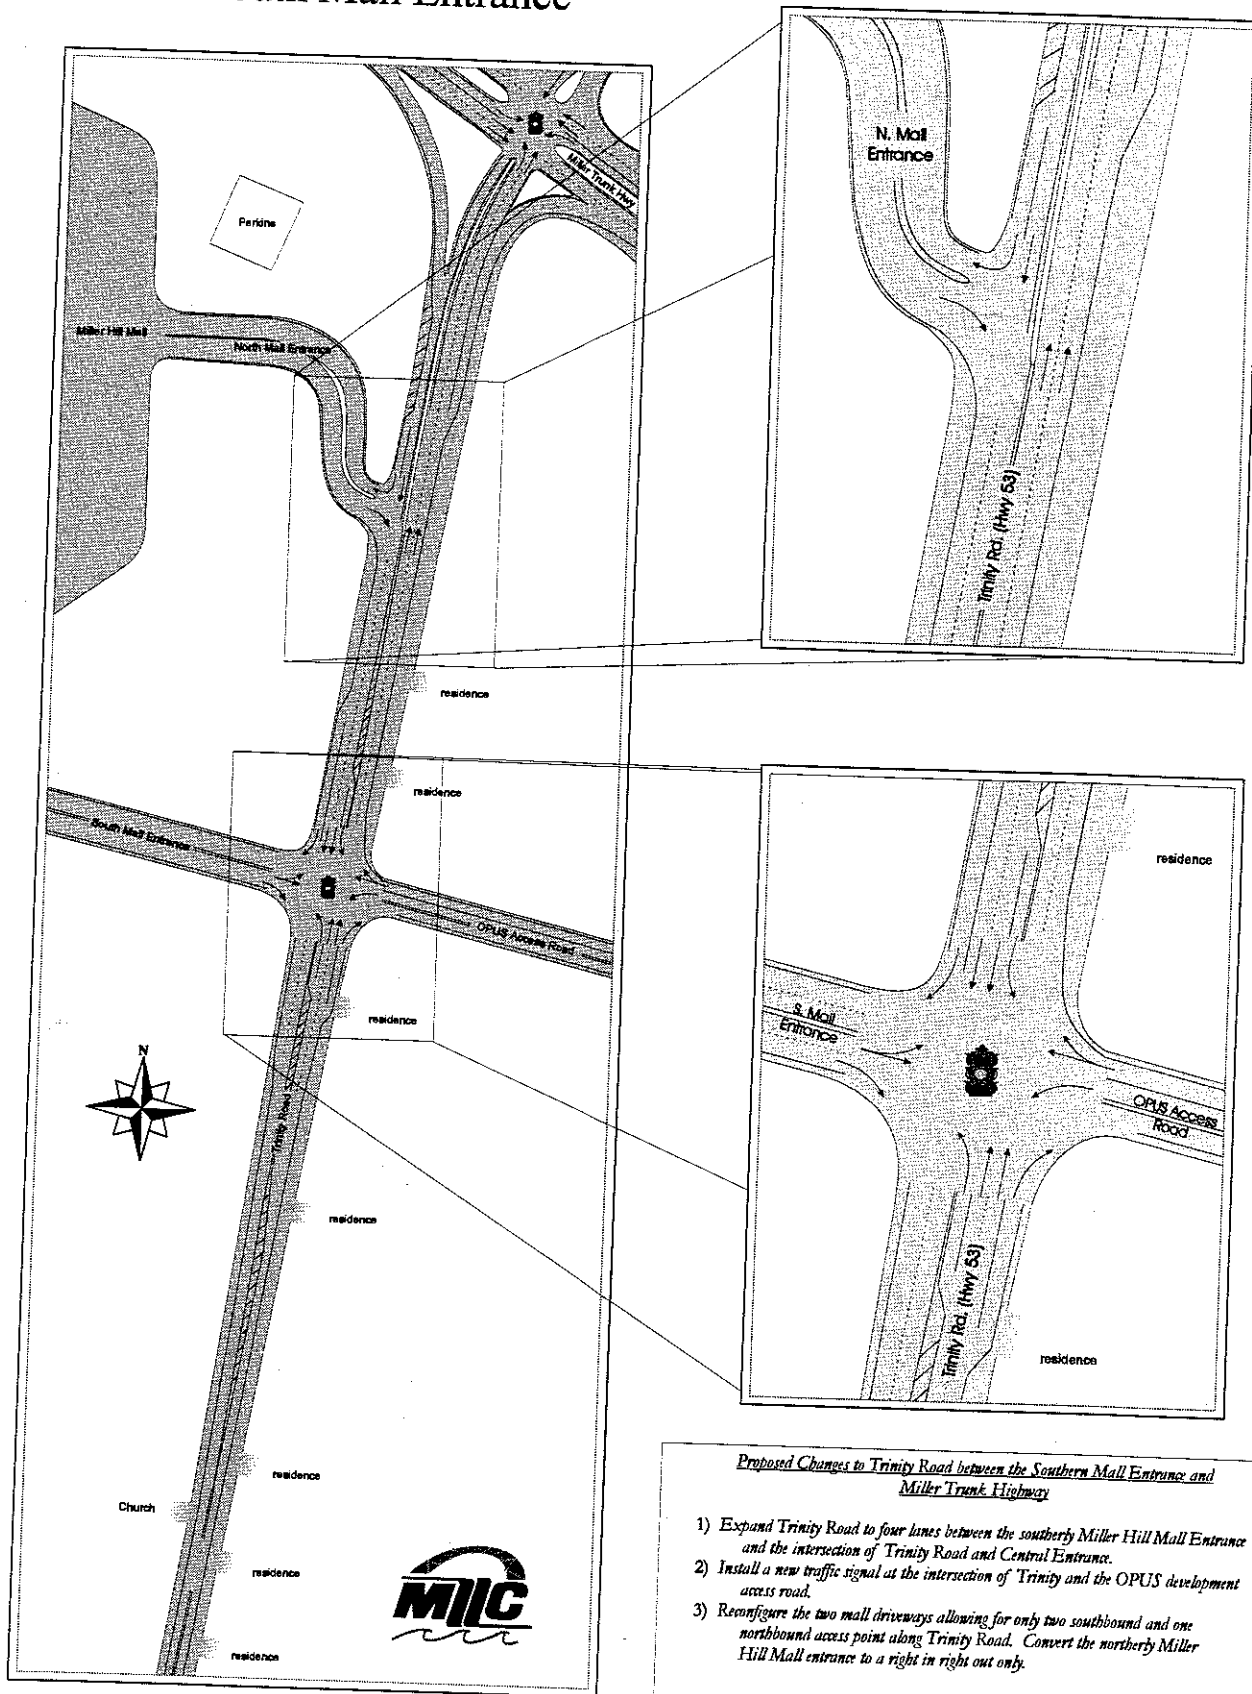 Mall Entrance
Perkins
Miller Trunk Hwy
Miller Hill Mall
North Mall Entrance
residence
residence
South Mall Entrance
OPUS Access Road
residence
N
Trinity Road
residence
residence
Church
residence
residence
MIC
N. Mall
Entrance
Trinity Rd. (Hwy 53)
residence
S. Mall
Entrance
OPUS Access
Road
Trinity Rd. (Hwy 53)
residence
Proposed Changes to Trinity Road between the Southern Mall Entrance and
Miller Trunk Highway
1) Expand Trinity Road to four lanes between the southerly Miller Hill Mall Entrance
and the intersection of Trinity Road and Central Entrance.
2) Install a new traffic signal at the intersection of Trinity and the OPUS development
access road.
3) Reconfigure the two mall driveways allowing for only two southbound and one
northbound access point along Trinity Road. Convert the northerly Miller
Hill Mall entrance to a right in right out only.